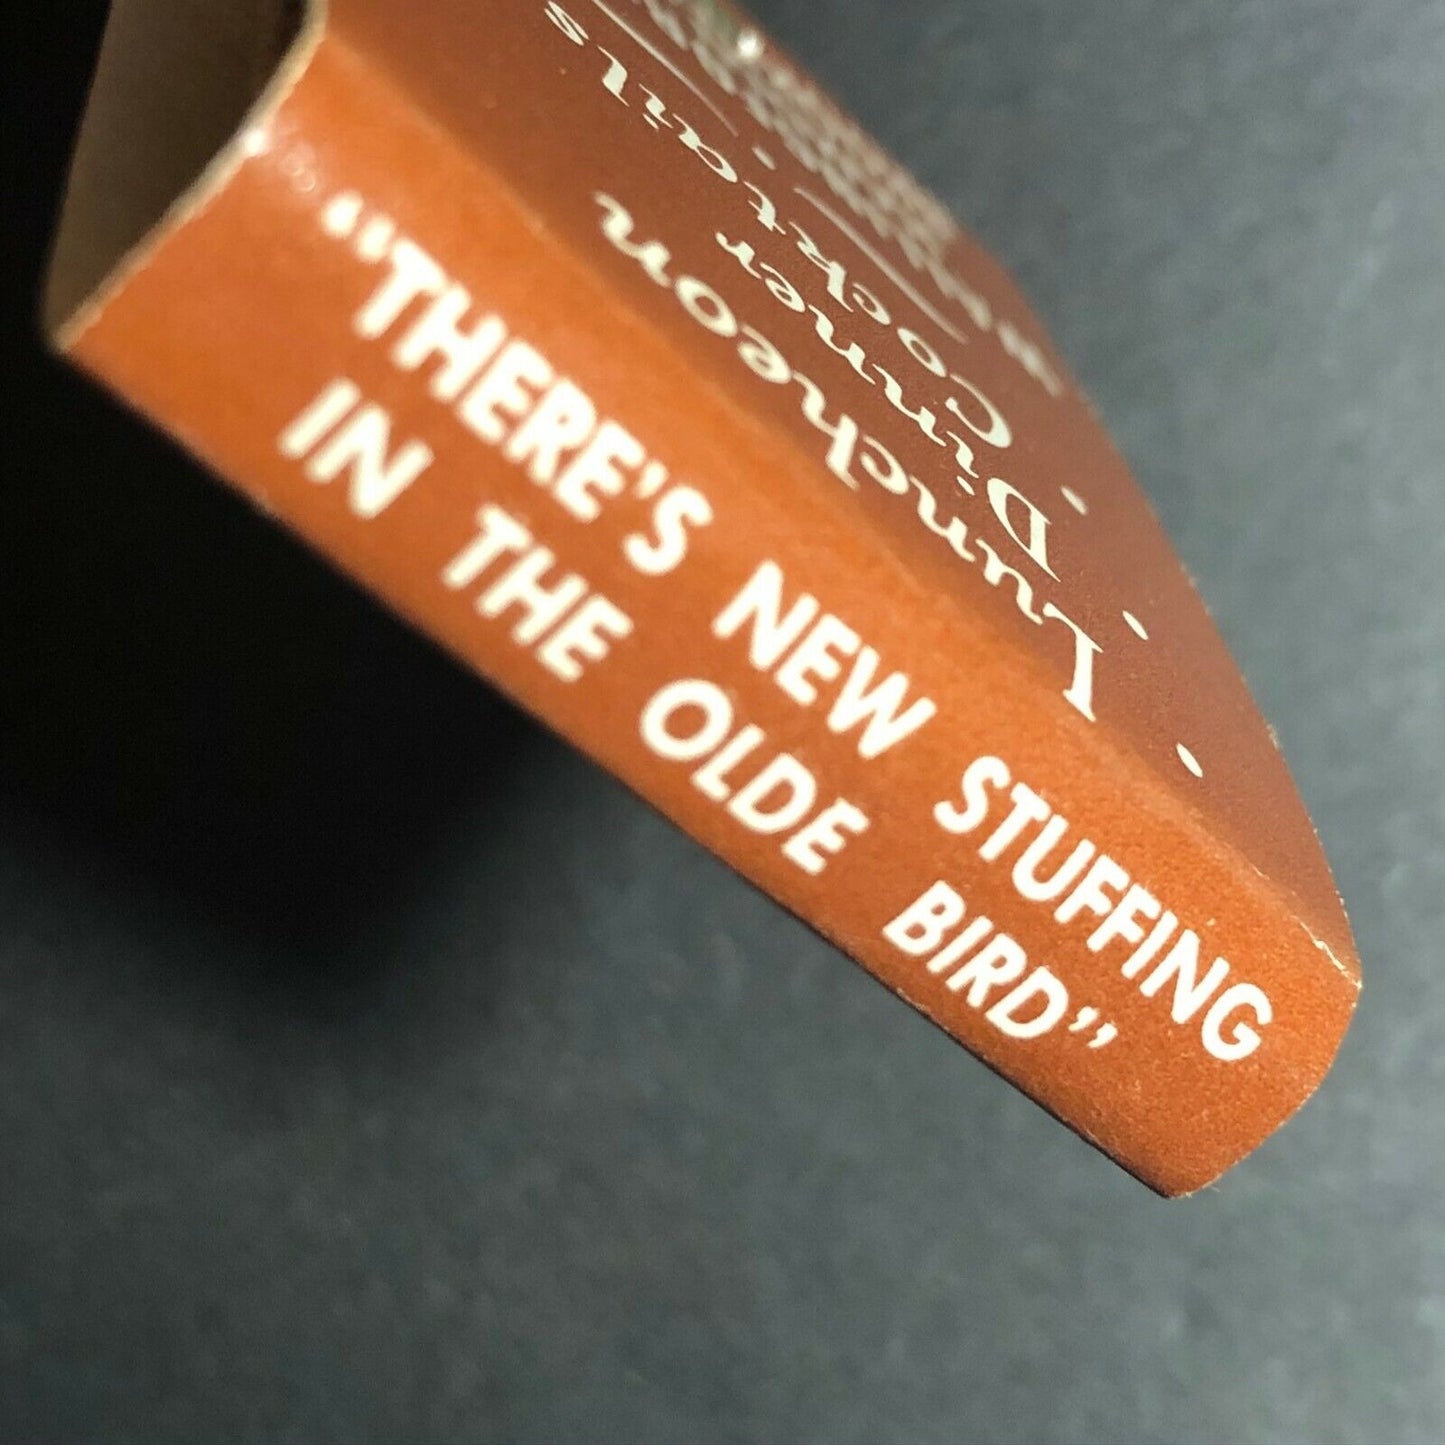 "THERE'S NEW STUFFING
IN THE OLDE BIRD"
Luncheon
Dinner
Cocktails